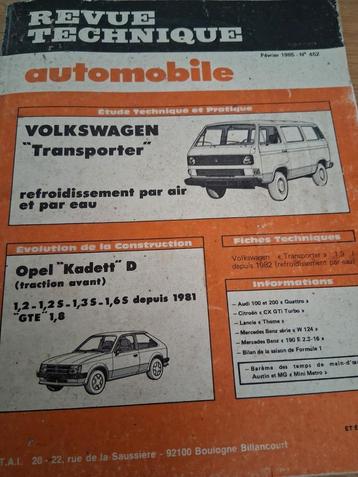 REVUE
TECHNIQUE
Février 1985 - N° 452
automobile
Étude Technique et Pratique
VOLKSWAGEN
"Transporter"
refroidissement par air
et par eau
Evolution de la Construction
Opel "Kadett" D
(traction avant)
1,2 - 1,2 S - 1,3 S - 1,6 S depuis 1981
"GTE" 1,8
Fiches Techniques
Volkswagen « Transporter » 1,9 l
depuis 1982 (refroidissement par eau)
Informations
— Audi 100 et 200 « Quattro »
— Citroën « CX GTi Turbo »
— Lancia « Thema »
— Mercedes Benz série « W 124 »
— Mercedes Benz « 190 E 2.3-16 »
— Bilan de la saison de Formule 1
— Barème des temps de main-d'œ
Austin et MG « Mini Metro »
ET E
T.A.I. 20 - 22, rue de la Saussière - 92100 Boulogne Billancourt